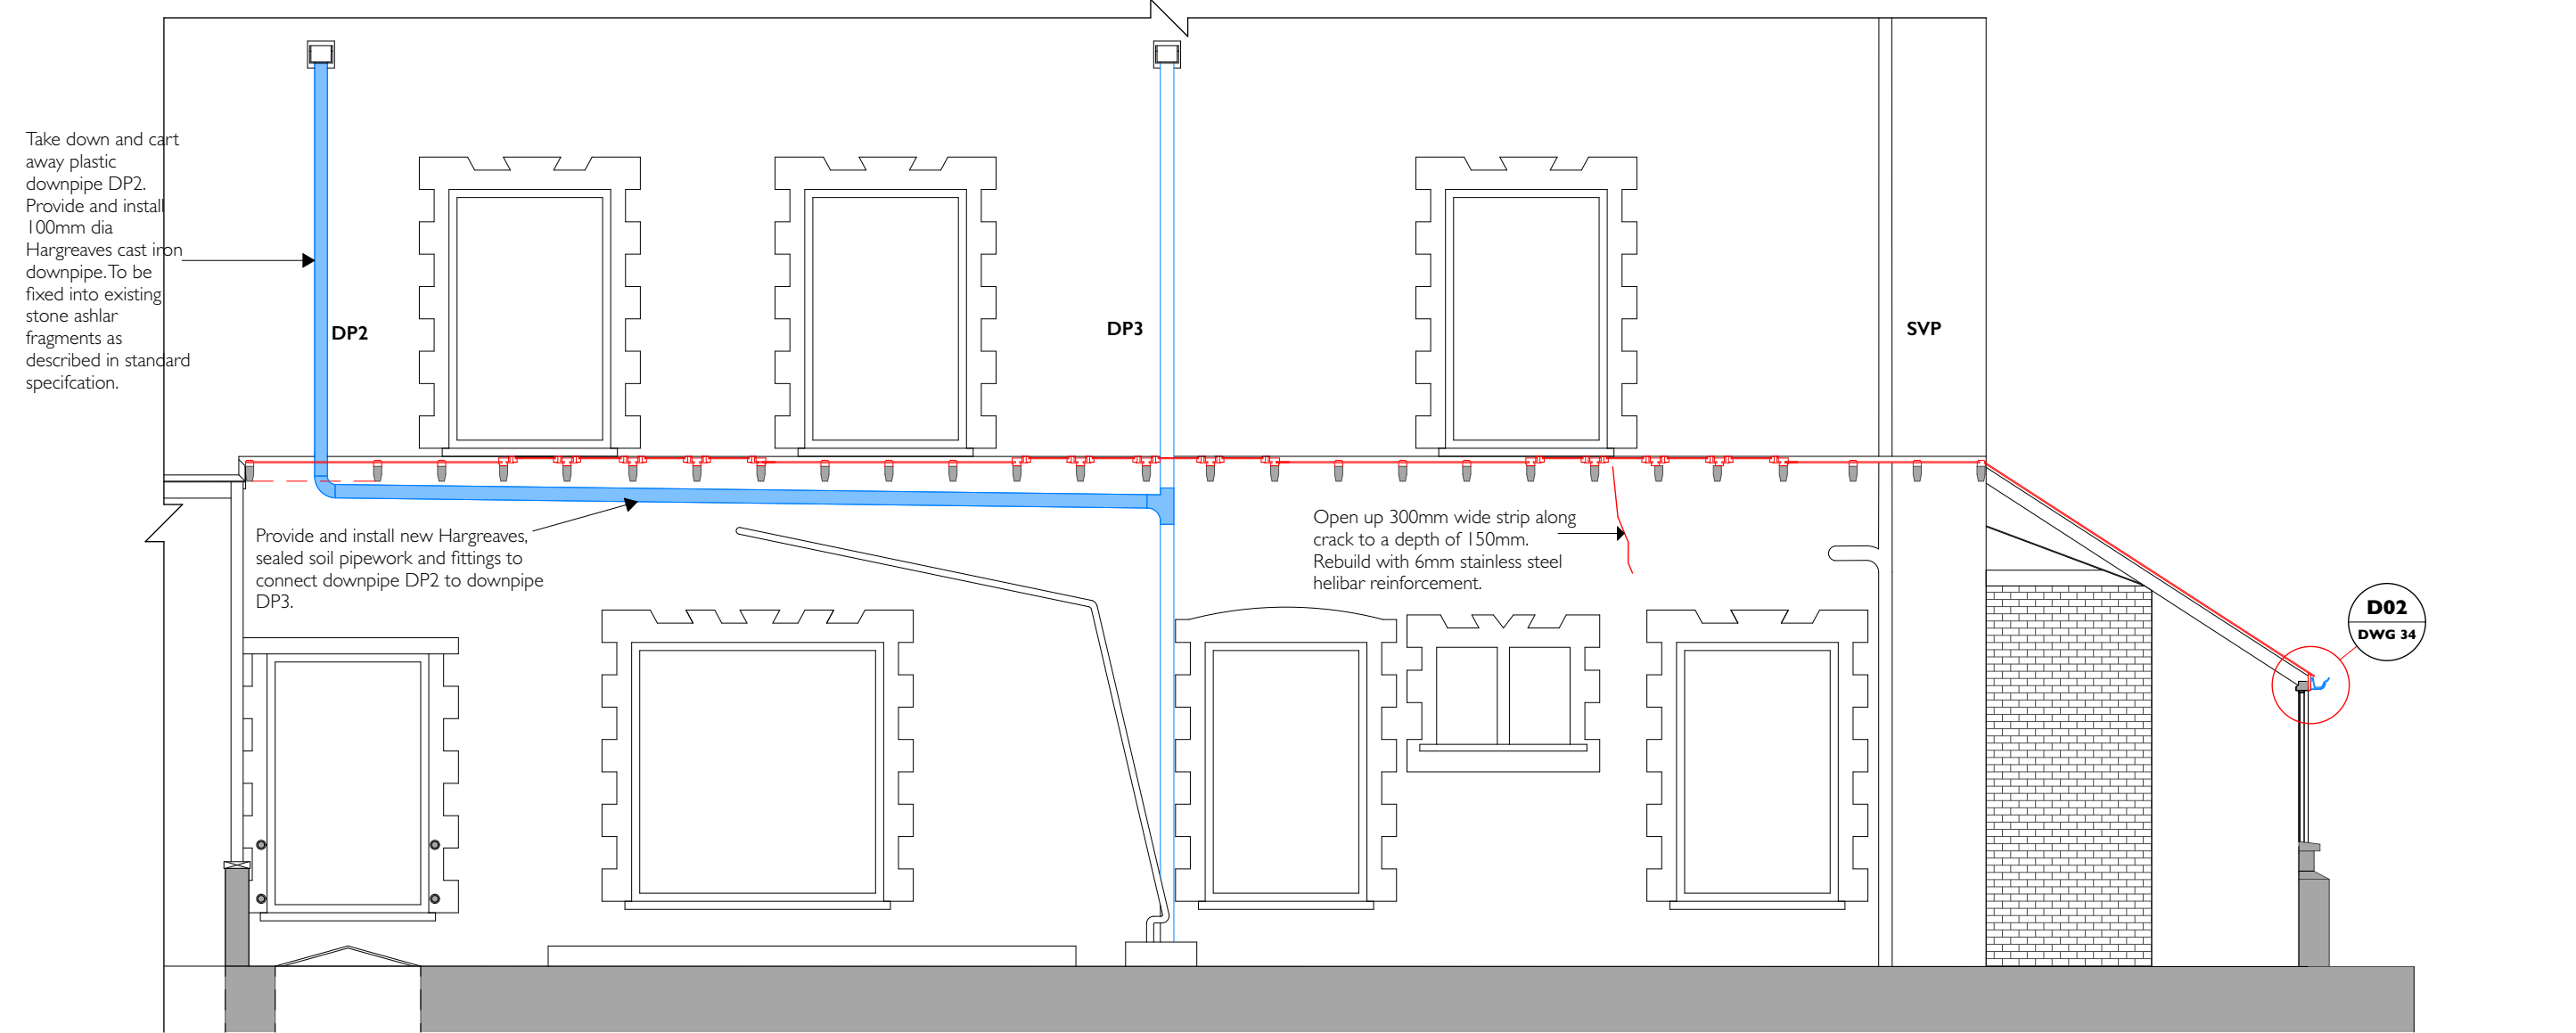 Take down and cart
away plastic
downpipe DP2.
Provide and install
100mm dia
Hargreaves cast iron
downpipe.To be
fixed into existing
stone ashlar
fragments as
described in standard
specifcation.
DP2
DP3
SVP
Provide and install new Hargreaves,
sealed soil pipework and fittings to
connect downpipe DP2 to downpipe
DP3.
Open up 300mm wide strip along
crack to a depth of 150mm.
Rebuild with 6mm stainless steel
helibar reinforcement.
D02
DWG 34